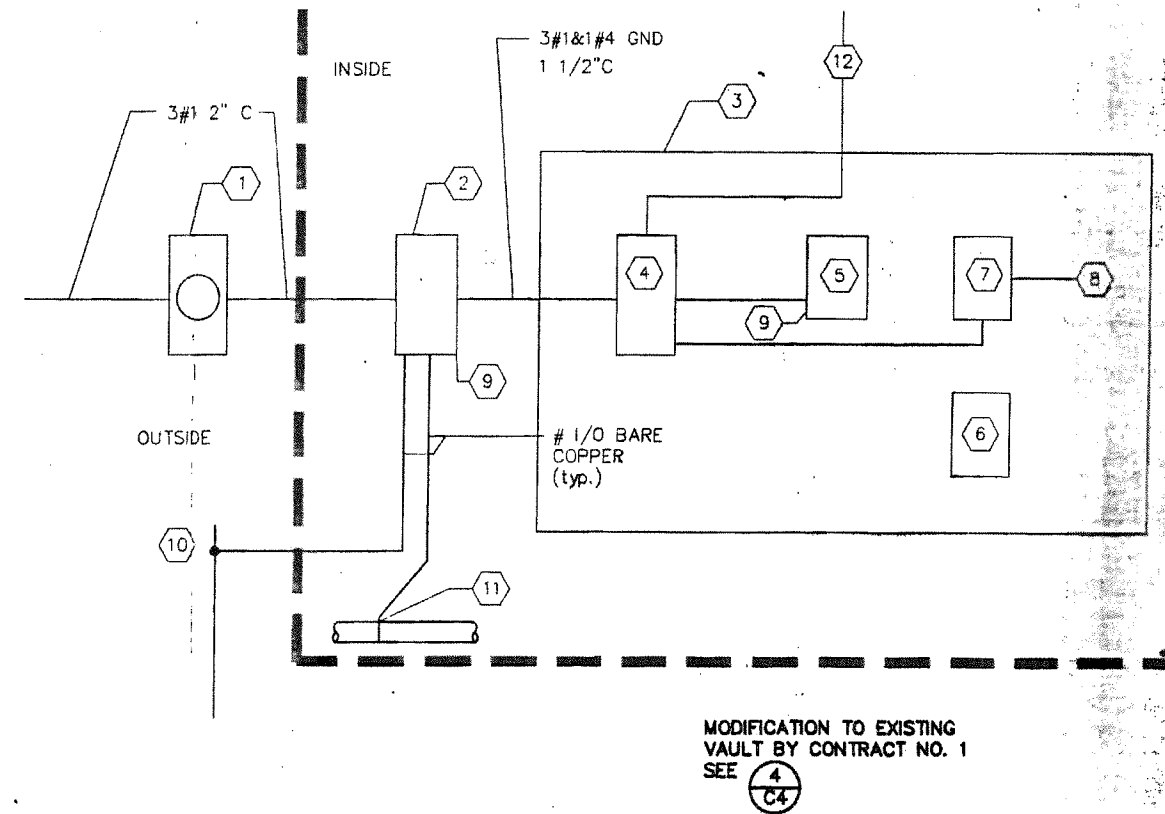 INSIDE
3#1&1#4 GND
1 1/2"C
12
3
3#1 2" C
1
2
4
5
7
8
9
9
6
OUTSIDE
# 1/0 BARE
COPPER
(typ.)
10
11
MODIFICATION TO EXISTING
VAULT BY CONTRACT NO. 1
SEE 4
C4